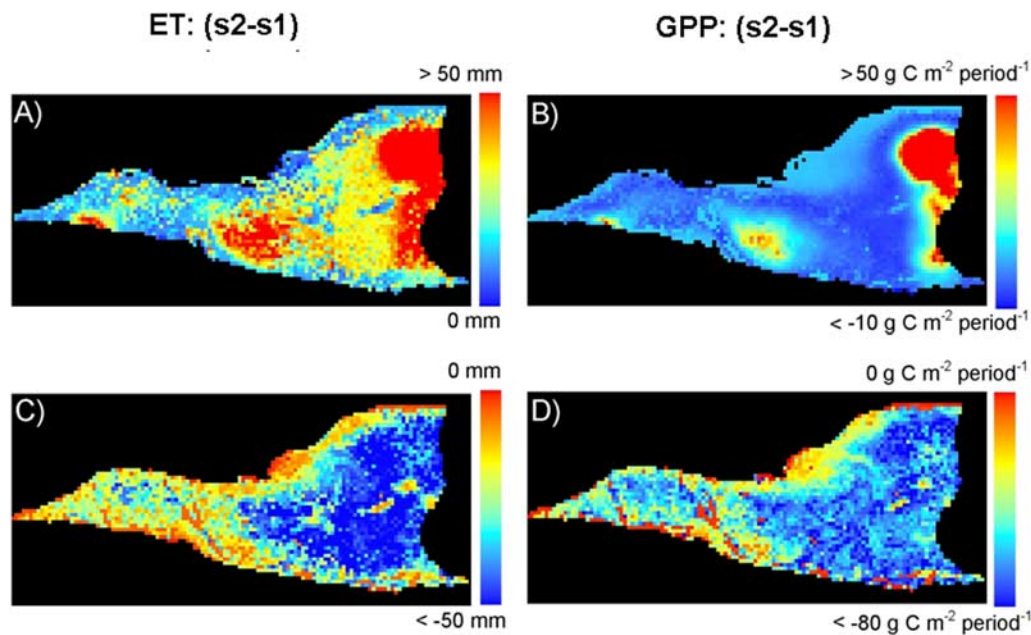 ET: (s2-s1)
GPP: (s2-s1)
> 50 mm
>50 g C m⁻² period⁻¹
A)
B)
0 mm
< -10 g C m⁻² period⁻¹
0 mm
0 g C m⁻² period⁻¹
C)
D)
< -50 mm
< -80 g C m⁻² period⁻¹